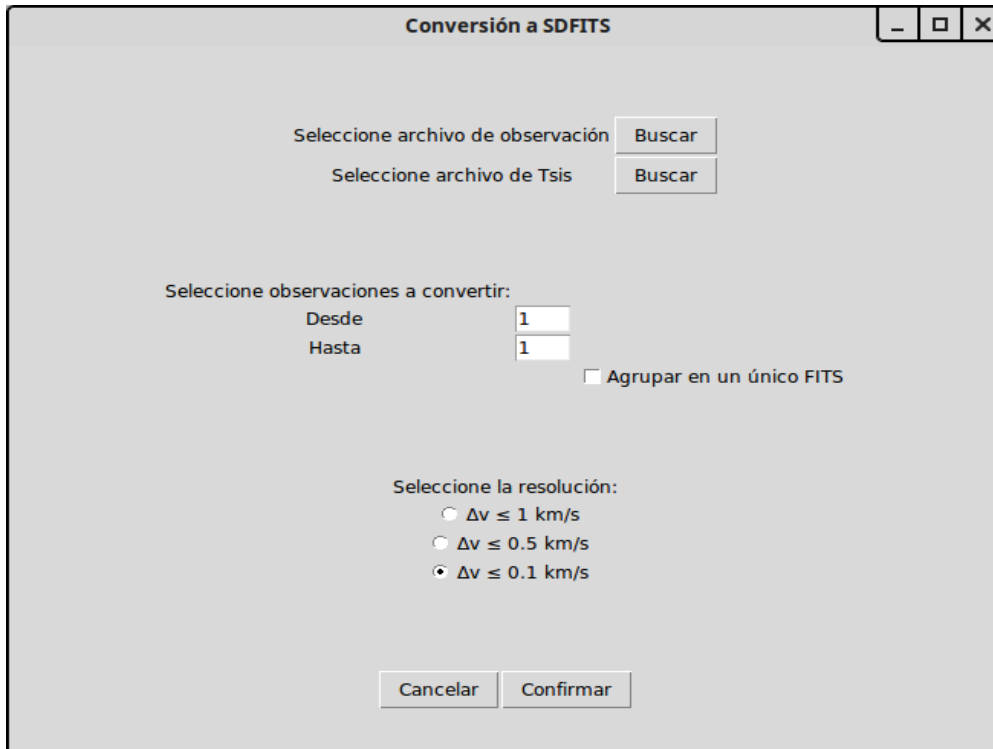 Conversión a SDFITS
Seleccione archivo de observación Buscar
Seleccione archivo de Tsis Buscar
Seleccione observaciones a convertir:
Desde 1
Hasta 1
Agrupar en un único FITS
Seleccione la resolución:
Δv ≤ 1 km/s
Δv ≤ 0.5 km/s
Δv ≤ 0.1 km/s
Cancelar Confirmar